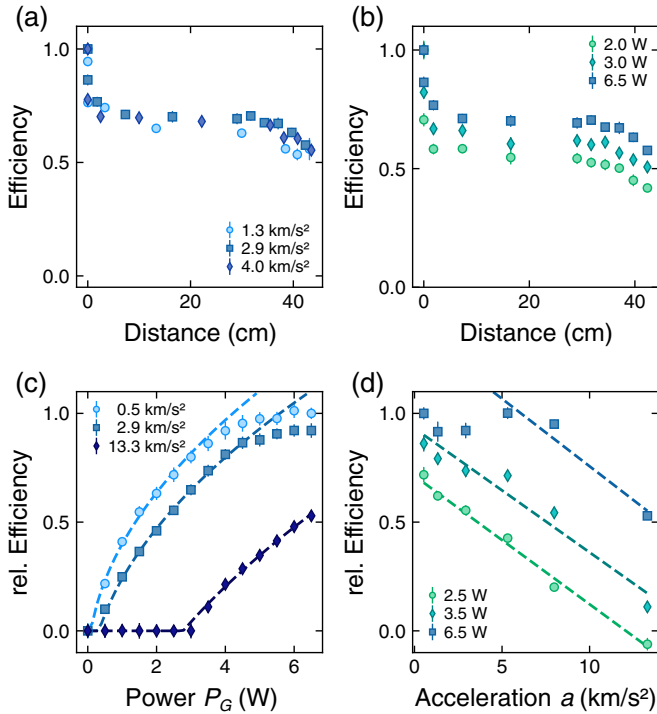 (a)
(b)
Efficiency
1.0
0.5
0.0
0
20
40
Distance (cm)
1.3 km/s²
2.9 km/s²
4.0 km/s²
Efficiency
1.0
0.5
0.0
0
20
40
Distance (cm)
2.0 W
3.0 W
6.5 W
(c)
(d)
rel. Efficiency
1.0
0.5
0.0
0
2
4
6
Power P_G (W)
0.5 km/s²
2.9 km/s²
13.3 km/s²
rel. Efficiency
1.0
0.5
0.0
0
5
10
Acceleration a (km/s²)
2.5 W
3.5 W
6.5 W